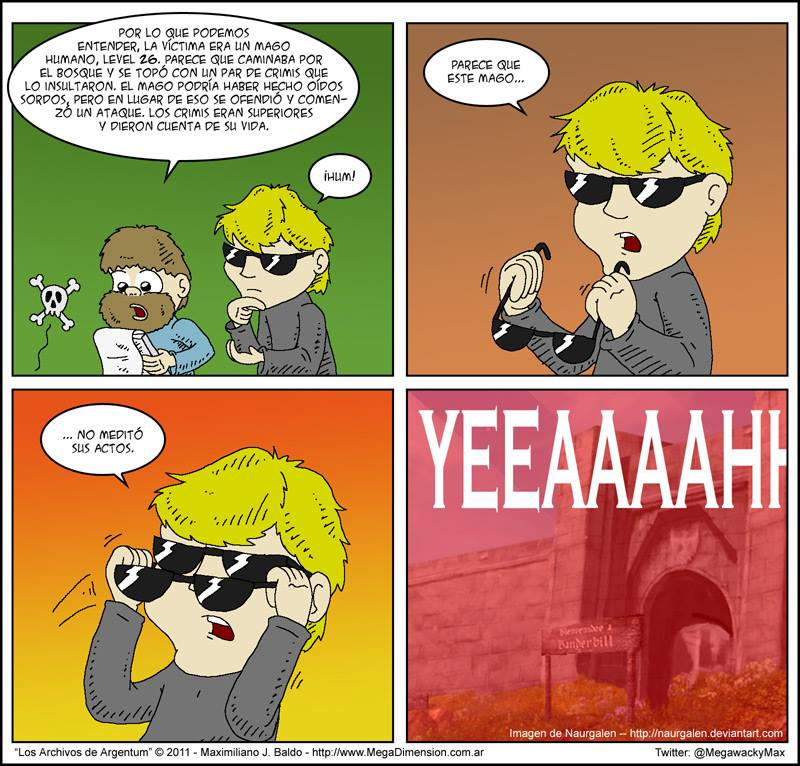 POR LO QUE PODEMOS
ENTENDER, LA VÍCTIMA ERA UN MAGO
HUMANO, LEVEL 26. PARECE QUE CAMINABA POR
EL BOSQUE Y SE TOPÓ CON UN PAR DE CRIMIS QUE
LO INSULTARON. EL MAGO PODRÍA HABER HECHO OÍDOS
SORDOS, PERO EN LUGAR DE ESO SE OFENDIÓ Y COMEN-
ZÓ UN ATAQUE. LOS CRIMIS ERAN SUPERIORES
Y DIERON CUENTA DE SU VIDA.
¡HUM!
PARECE QUE
ESTE MAGO...
... NO MEDITÓ
SUS ACTOS.
YEEAAAAHH
Bienvenidos a
Banderbill
Imagen de Naurgalen -- http://naurgalen.deviantart.com
"Los Archivos de Argentum" © 2011 - Maximiliano J. Baldo - http://www.MegaDimension.com.ar
Twitter: @MegawackyMax